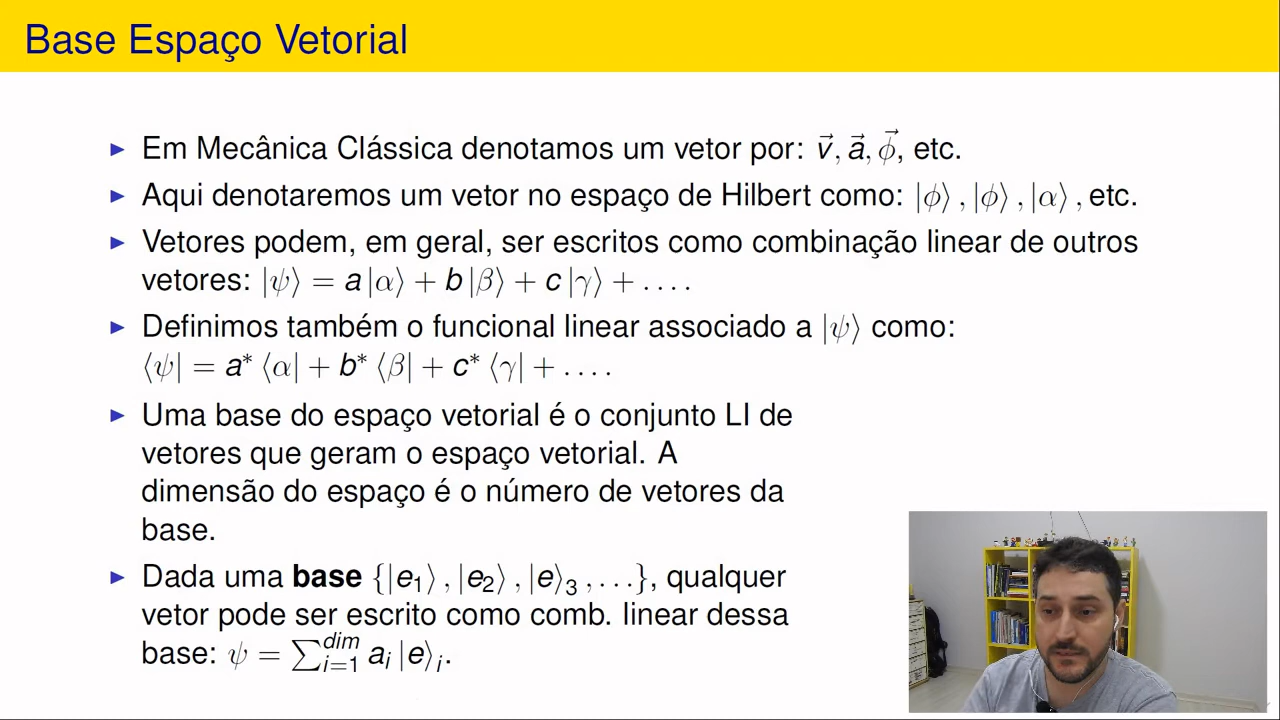 Base Espaço Vetorial
▶ Em Mecânica Clássica denotamos um vetor por: v⃗, a⃗, ϕ⃗, etc.
▶ Aqui denotaremos um vetor no espaço de Hilbert como: |ϕ⟩ , |ϕ⟩ , |α⟩ , etc.
▶ Vetores podem, em geral, ser escritos como combinação linear de outros
vetores: |ψ⟩ = a |α⟩ + b |β⟩ + c |γ⟩ + . . . .
▶ Definimos também o funcional linear associado a |ψ⟩ como:
⟨ψ| = a* ⟨α| + b* ⟨β| + c* ⟨γ| + . . . .
▶ Uma base do espaço vetorial é o conjunto LI de
vetores que geram o espaço vetorial. A
dimensão do espaço é o número de vetores da
base.
▶ Dada uma base {|e₁⟩ , |e₂⟩ , |e⟩₃ , . . .}, qualquer
vetor pode ser escrito como comb. linear dessa
base: ψ = ∑_{i=1}^{dim} a_i |e⟩_i.